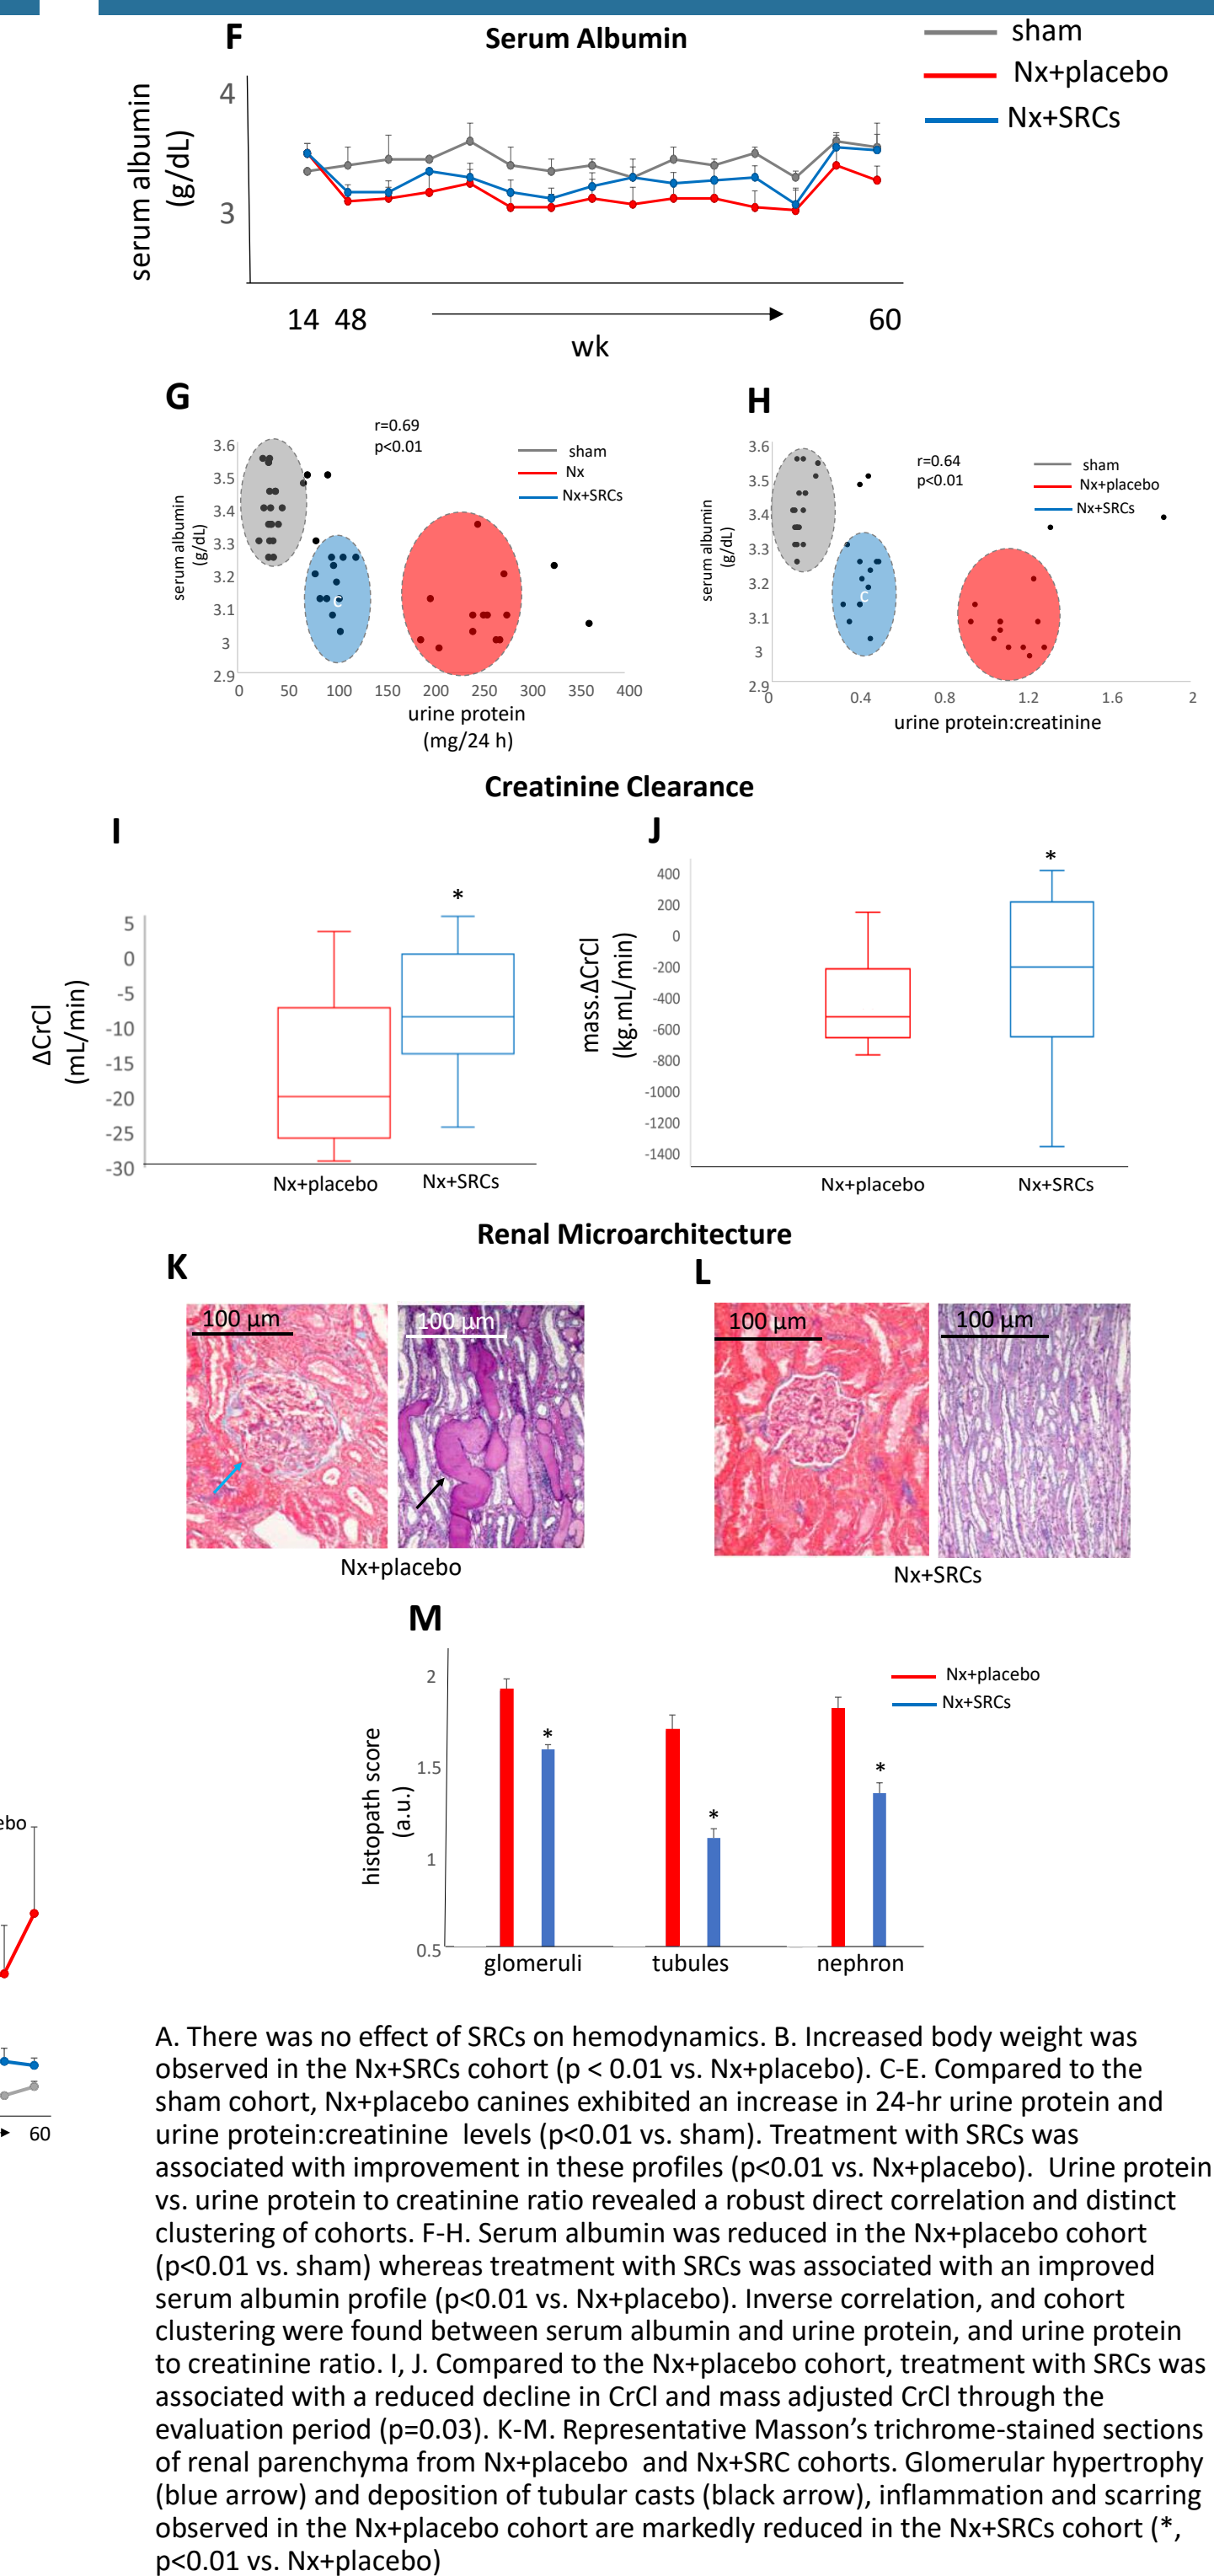 F
Serum Albumin
sham
Nx+placebo
Nx+SRCs
serum albumin
(g/dL)
4
3
14 48
60
wk
G
r=0.69
p<0.01
sham
Nx
Nx+SRCs
serum albumin
(g/dL)
3.6
3.5
3.4
3.3
3.2
3.1
3
2.9
C
0 50 100 150 200 250 300 350 400
urine protein
(mg/24 h)
H
r=0.64
p<0.01
sham
Nx+placebo
Nx+SRCs
serum albumin
(g/dL)
3.6
3.5
3.4
3.3
3.2
3.1
3
2.9
C
0 0.4 0.8 1.2 1.6 2
urine protein:creatinine
Creatinine Clearance
I
*
ΔCrCl
(mL/min)
5
0
-5
-10
-15
-20
-25
-30
Nx+placebo Nx+SRCs
J
*
mass.ΔCrCl
(kg.mL/min)
400
200
0
-200
-400
-600
-800
-1000
-1200
-1400
Nx+placebo Nx+SRCs
Renal Microarchitecture
K
100 µm
100 µm
Nx+placebo
L
100 µm
100 µm
Nx+SRCs
M
Nx+placebo
Nx+SRCs
histopath score
(a.u.)
2
1.5
1
0.5
*
*
*
glomeruli tubules nephron
ebo
60
A. There was no effect of SRCs on hemodynamics. B. Increased body weight was
observed in the Nx+SRCs cohort (p < 0.01 vs. Nx+placebo). C-E. Compared to the
sham cohort, Nx+placebo canines exhibited an increase in 24-hr urine protein and
urine protein:creatinine levels (p<0.01 vs. sham). Treatment with SRCs was
associated with improvement in these profiles (p<0.01 vs. Nx+placebo). Urine protein
vs. urine protein to creatinine ratio revealed a robust direct correlation and distinct
clustering of cohorts. F-H. Serum albumin was reduced in the Nx+placebo cohort
(p<0.01 vs. sham) whereas treatment with SRCs was associated with an improved
serum albumin profile (p<0.01 vs. Nx+placebo). Inverse correlation, and cohort
clustering were found between serum albumin and urine protein, and urine protein
to creatinine ratio. I, J. Compared to the Nx+placebo cohort, treatment with SRCs was
associated with a reduced decline in CrCl and mass adjusted CrCl through the
evaluation period (p=0.03). K-M. Representative Masson’s trichrome-stained sections
of renal parenchyma from Nx+placebo and Nx+SRC cohorts. Glomerular hypertrophy
(blue arrow) and deposition of tubular casts (black arrow), inflammation and scarring
observed in the Nx+placebo cohort are markedly reduced in the Nx+SRCs cohort (*,
p<0.01 vs. Nx+placebo)